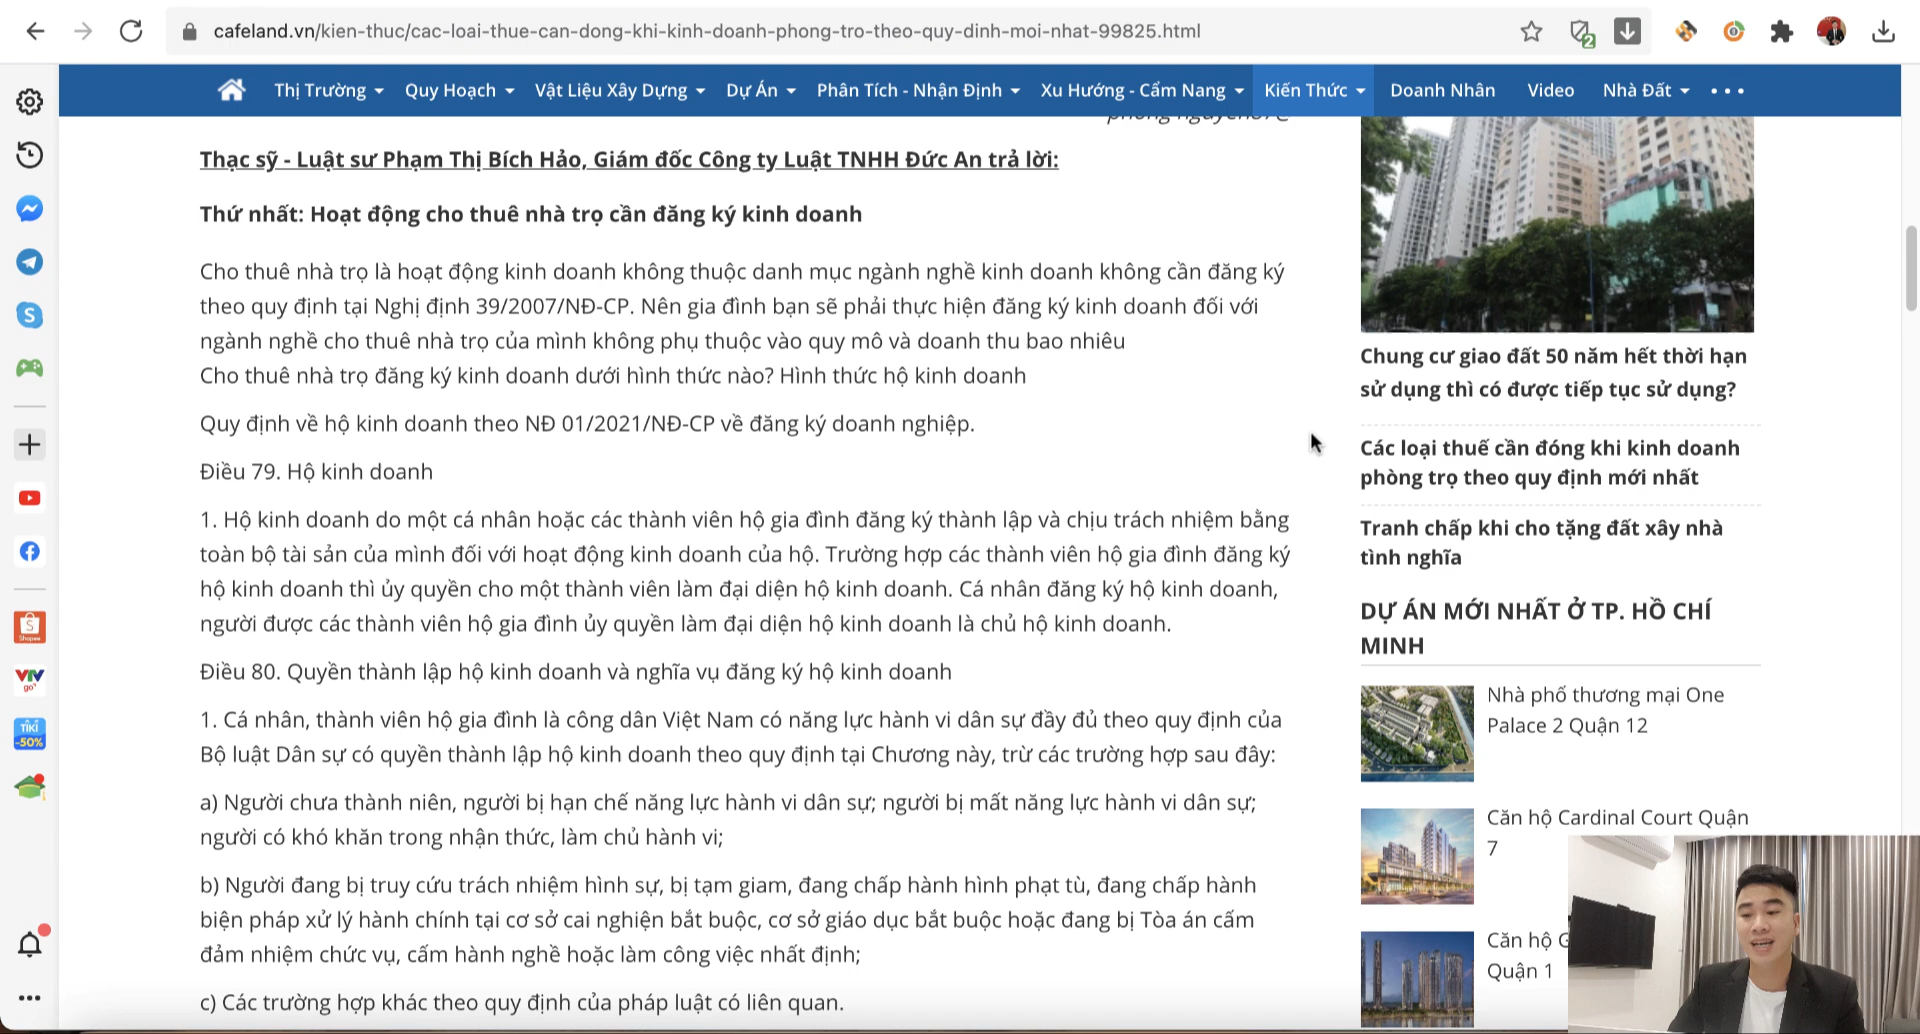 cafeland.vn/kien-thuc/cac-loai-thue-can-dong-khi-kinh-doanh-phong-tro-theo-quy-dinh-moi-nhat-99825.html
2
Thị Trường Quy Hoạch Vật Liệu Xây Dựng Dự Án Phân Tích - Nhận Định Xu Hướng - Cẩm Nang Kiến Thức Doanh Nhân Video Nhà Đất
Thạc sỹ - Luật sư Phạm Thị Bích Hảo, Giám đốc Công ty Luật TNHH Đức An trả lời:
Thứ nhất: Hoạt động cho thuê nhà trọ cần đăng ký kinh doanh
Cho thuê nhà trọ là hoạt động kinh doanh không thuộc danh mục ngành nghề kinh doanh không cần đăng ký
theo quy định tại Nghị định 39/2007/NĐ-CP. Nên gia đình bạn sẽ phải thực hiện đăng ký kinh doanh đối với
ngành nghề cho thuê nhà trọ của mình không phụ thuộc vào quy mô và doanh thu bao nhiêu
Cho thuê nhà trọ đăng ký kinh doanh dưới hình thức nào? Hình thức hộ kinh doanh
Quy định về hộ kinh doanh theo NĐ 01/2021/NĐ-CP về đăng ký doanh nghiệp.
Điều 79. Hộ kinh doanh
1. Hộ kinh doanh do một cá nhân hoặc các thành viên hộ gia đình đăng ký thành lập và chịu trách nhiệm bằng
toàn bộ tài sản của mình đối với hoạt động kinh doanh của hộ. Trường hợp các thành viên hộ gia đình đăng ký
hộ kinh doanh thì ủy quyền cho một thành viên làm đại diện hộ kinh doanh. Cá nhân đăng ký hộ kinh doanh,
người được các thành viên hộ gia đình ủy quyền làm đại diện hộ kinh doanh là chủ hộ kinh doanh.
Điều 80. Quyền thành lập hộ kinh doanh và nghĩa vụ đăng ký hộ kinh doanh
1. Cá nhân, thành viên hộ gia đình là công dân Việt Nam có năng lực hành vi dân sự đầy đủ theo quy định của
Bộ luật Dân sự có quyền thành lập hộ kinh doanh theo quy định tại Chương này, trừ các trường hợp sau đây:
a) Người chưa thành niên, người bị hạn chế năng lực hành vi dân sự; người bị mất năng lực hành vi dân sự;
người có khó khăn trong nhận thức, làm chủ hành vi;
b) Người đang bị truy cứu trách nhiệm hình sự, bị tạm giam, đang chấp hành hình phạt tù, đang chấp hành
biện pháp xử lý hành chính tại cơ sở cai nghiện bắt buộc, cơ sở giáo dục bắt buộc hoặc đang bị Tòa án cấm
đảm nhiệm chức vụ, cấm hành nghề hoặc làm công việc nhất định;
c) Các trường hợp khác theo quy định của pháp luật có liên quan.
Chung cư giao đất 50 năm hết thời hạn
sử dụng thì có được tiếp tục sử dụng?
Các loại thuế cần đóng khi kinh doanh
phòng trọ theo quy định mới nhất
Tranh chấp khi cho tặng đất xây nhà
tình nghĩa
DỰ ÁN MỚI NHẤT Ở TP. HỒ CHÍ
MINH
Nhà phố thương mại One
Palace 2 Quận 12
Căn hộ Cardinal Court Quận
7
Căn hộ
Quận 1
S
Shopee
VTV
go
TIKI
-50%